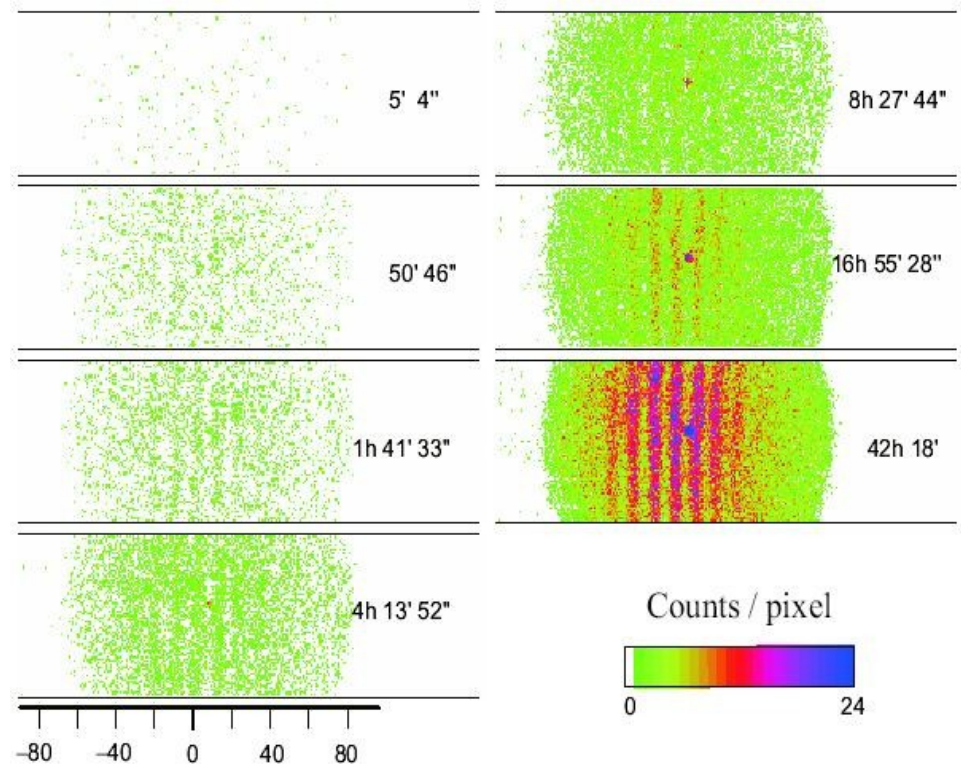 5' 4"
50' 46"
1h 41' 33"
4h 13' 52"
−80 −40 0 40 80
8h 27' 44"
16h 55' 28"
42h 18'
Counts / pixel
0 24